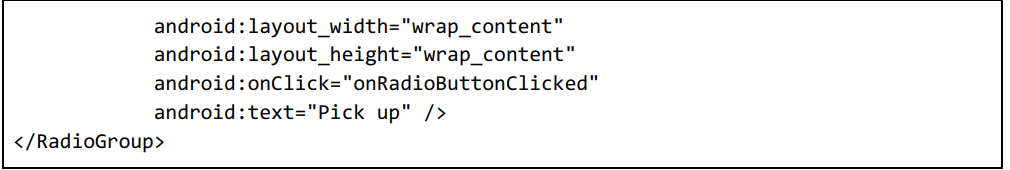 android:layout_width="wrap_content"
android:layout_height="wrap_content"
android:onClick="onRadioButtonClicked"
android:text="Pick up" />
</RadioGroup>